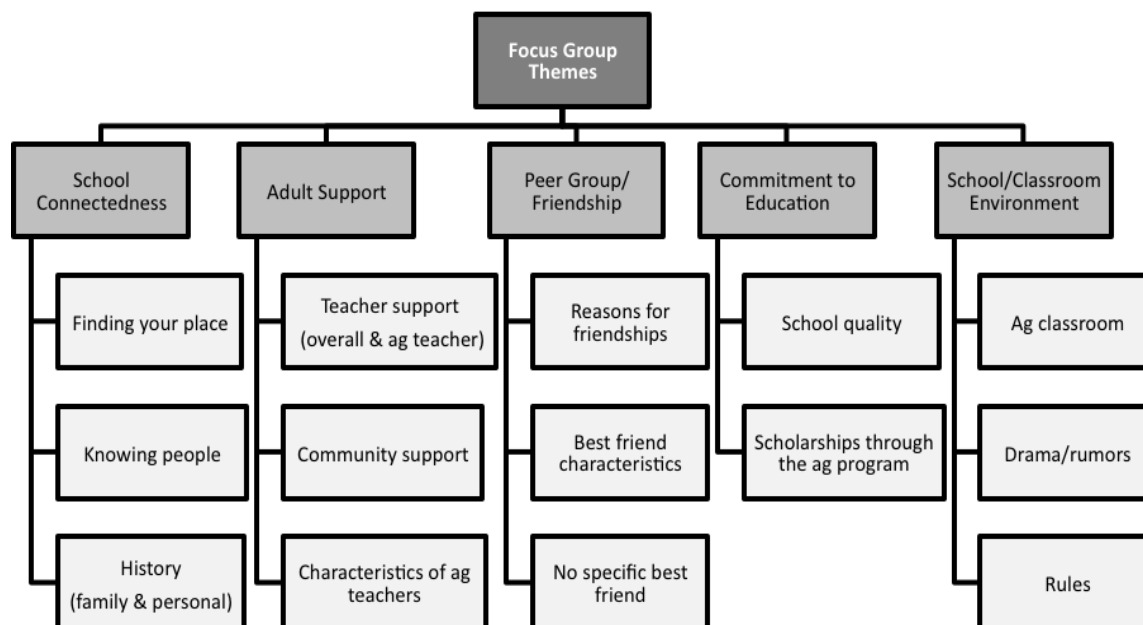 Focus Group
Themes
School
Connectedness
Adult Support
Peer Group/
Friendship
Commitment to
Education
School/Classroom
Environment
Finding your place
Teacher support
(overall & ag teacher)
Reasons for
friendships
School quality
Ag classroom
Knowing people
Community support
Best friend
characteristics
Scholarships through
the ag program
Drama/rumors
History
(family & personal)
Characteristics of ag
teachers
No specific best
friend
Rules